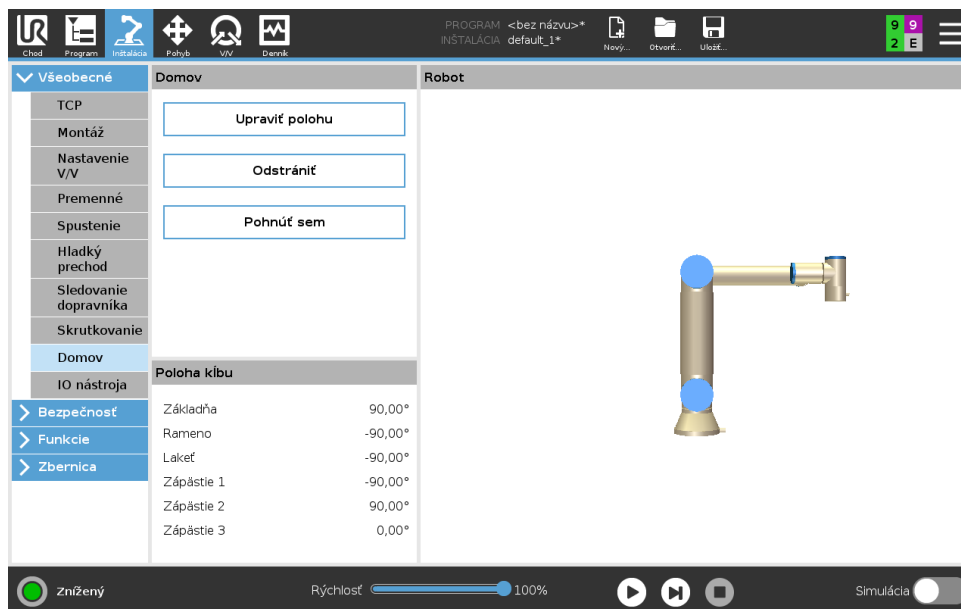 UR
PROGRAM <bez názvu>*
INŠTALÁCIA default_1*
Chod
Program
Inštalácia
Pohyb
V/V
Denník
Nový...
Otvoriť...
Uložiť...
9 9
2 E
Všeobecné
TCP
Montáž
Nastavenie
V/V
Premenné
Spustenie
Hladký
prechod
Sledovanie
dopravníka
Skrutkovanie
Domov
IO nástroja
Bezpečnosť
Funkcie
Zbernica
Domov
Upraviť polohu
Odstrániť
Pohnúť sem
Poloha kĺbu
Základňa 90,00°
Rameno -90,00°
Lakeť -90,00°
Zápästie 1 -90,00°
Zápästie 2 90,00°
Zápästie 3 0,00°
Robot
Znížený
Rýchlosť 100%
Simulácia